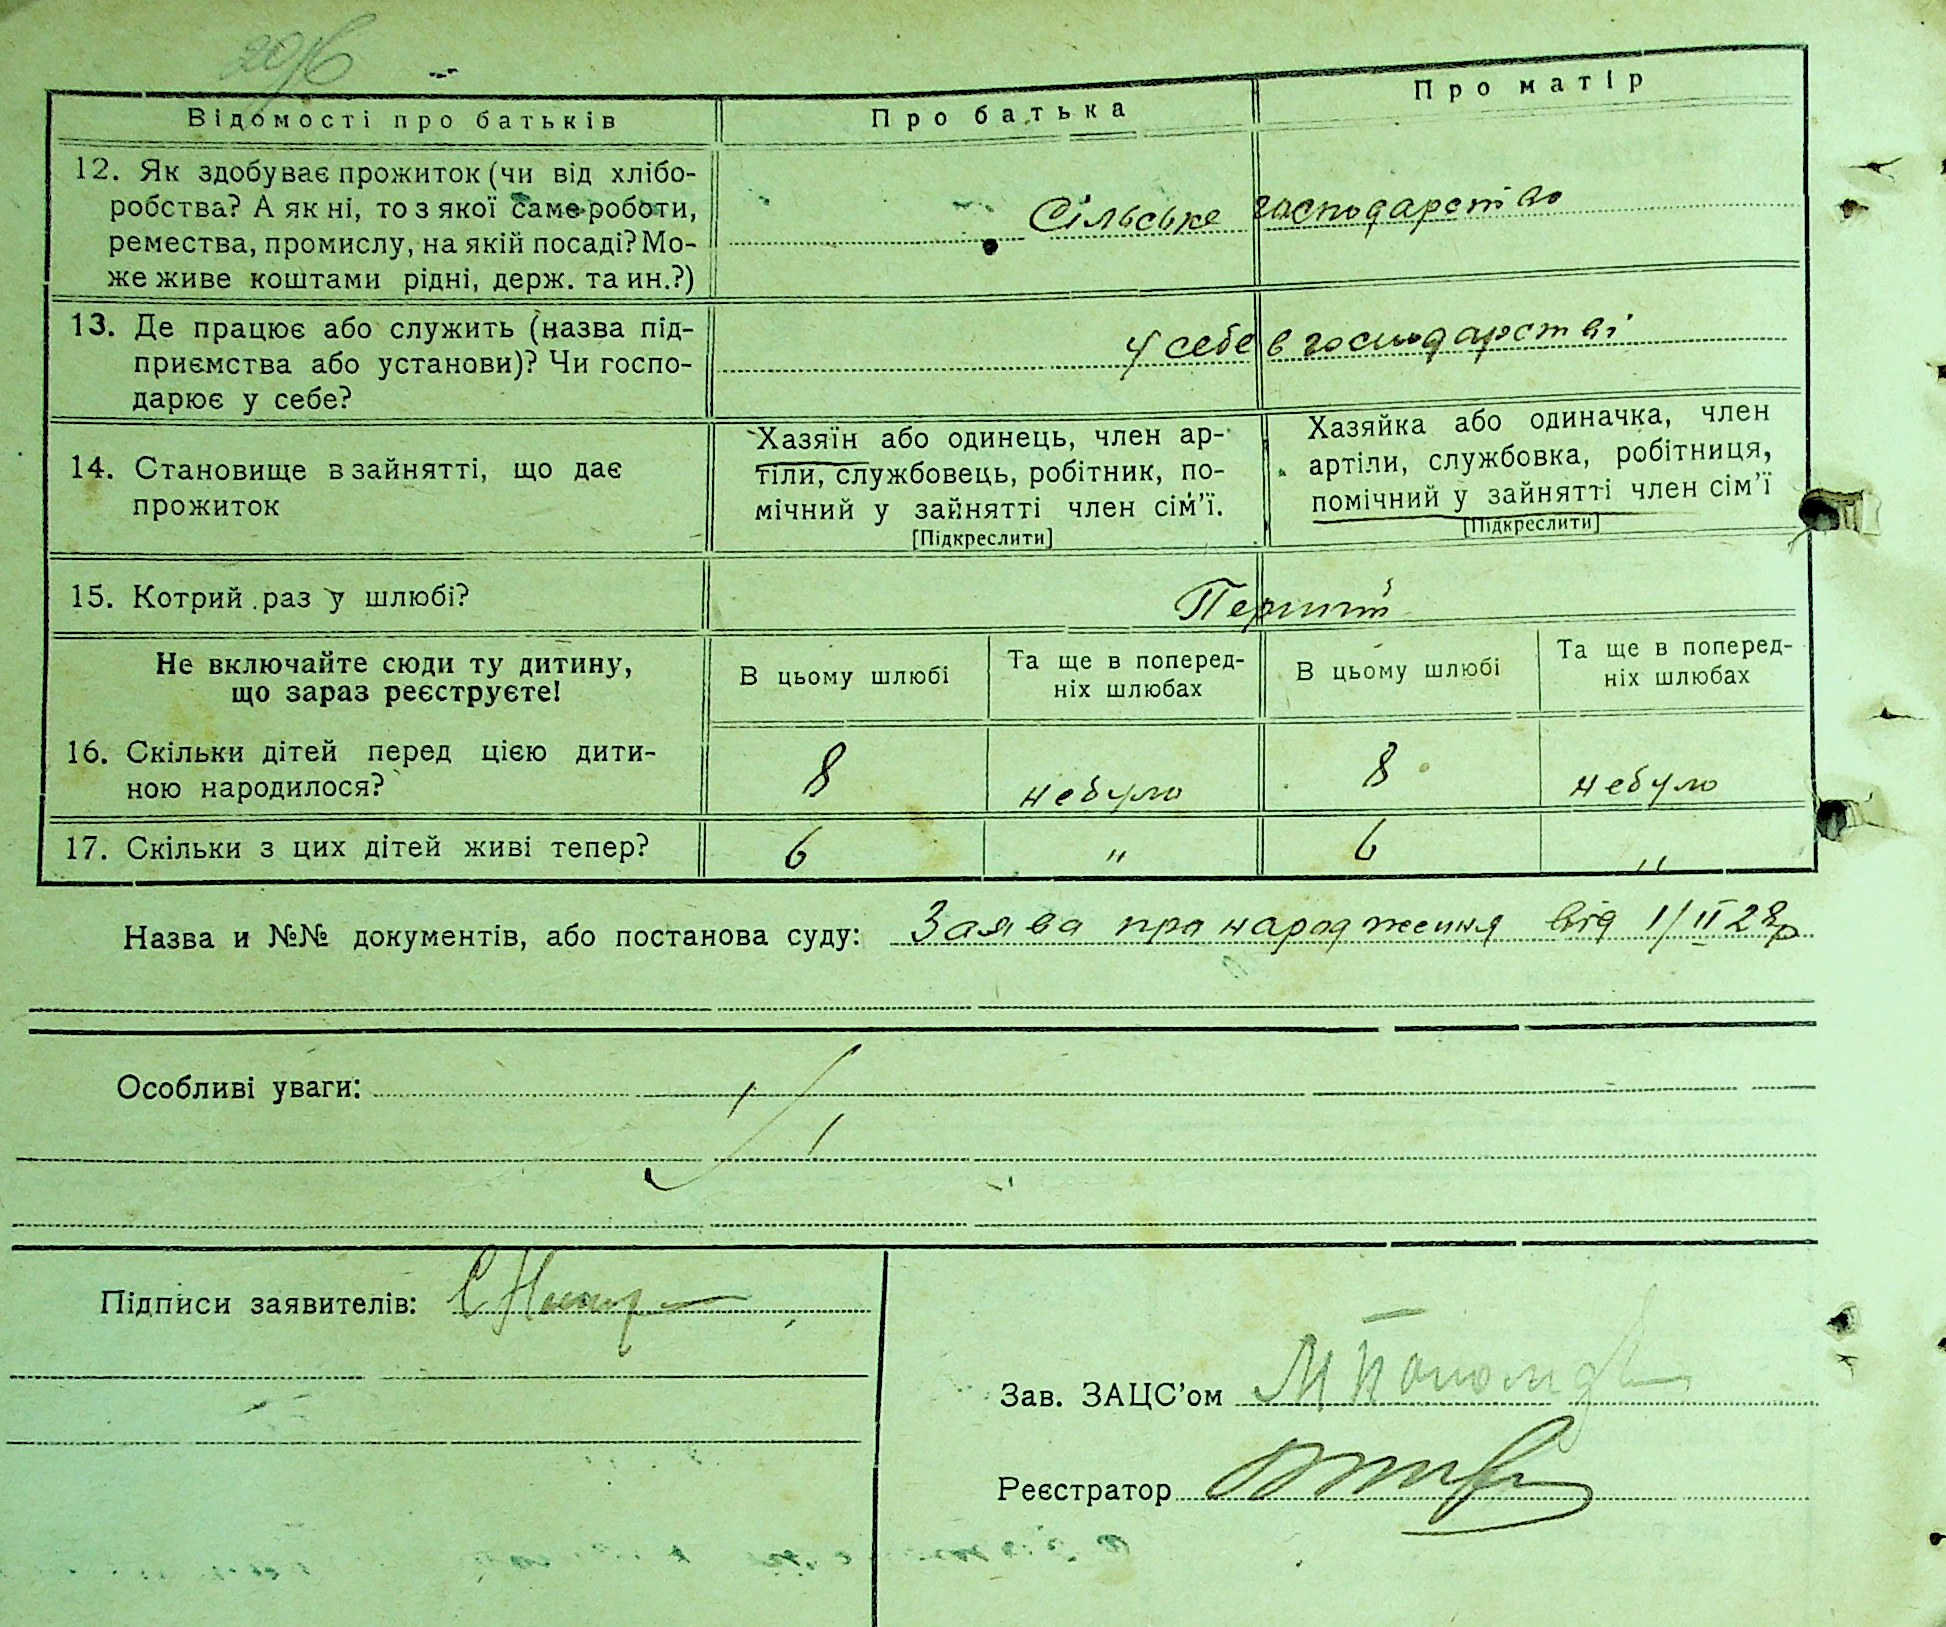 Відомості про батьків
Про батька
Про матір
12. Як здобуває прожиток (чи від хлібо-
робства? А як ні, то з якої саме роботи,
ремества, промислу, на якій посаді? Мо-
же живе коштами рідні, держ. та ин.?)
Сільське господарство
13. Де працює або служить (назва під-
приємства або установи)? Чи госпо-
дарює у себе?
у себе в господарстві
14. Становище в зайнятті, що дає
прожиток
Хазяїн або одинець, член ар-
тіли, службовець, робітник, по-
мічний у зайнятті член сім'ї.
[Підкреслити]
Хазяйка або одиначка, член
артіли, службовка, робітниця,
помічний у зайнятті член сім'ї
[Підкреслити]
15. Котрий раз у шлюбі?
Перший
Не включайте сюди ту дитину,
що зараз реєструєте!
В цьому шлюбі
Та ще в поперед-
ніх шлюбах
В цьому шлюбі
Та ще в поперед-
ніх шлюбах
16. Скільки дітей перед цією дити-
ною народилося?
8 небуло 8 небуло
17. Скільки з цих дітей живі тепер? 6 " 6 "
Назва и №№ документів, або постанова суду: Заява про народження від 1/II 28р
Особливі уваги:
Підписи заявителів:
Зав. ЗАЦС'ом
Реєстратор